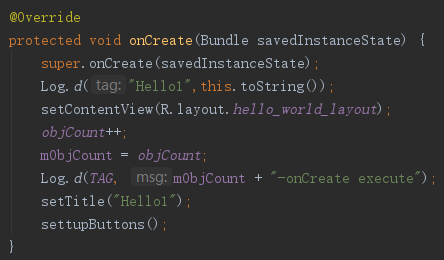 @Override
protected void onCreate(Bundle savedInstanceState) {
super.onCreate(savedInstanceState);
Log.d( tag: "Hello1",this.toString());
setContentView(R.layout.hello_world_layout);
objCount++;
mObjCount = objCount;
Log.d(TAG, msg: mObjCount + "-onCreate execute");
setTitle("Hello1");
settupButtons();
}